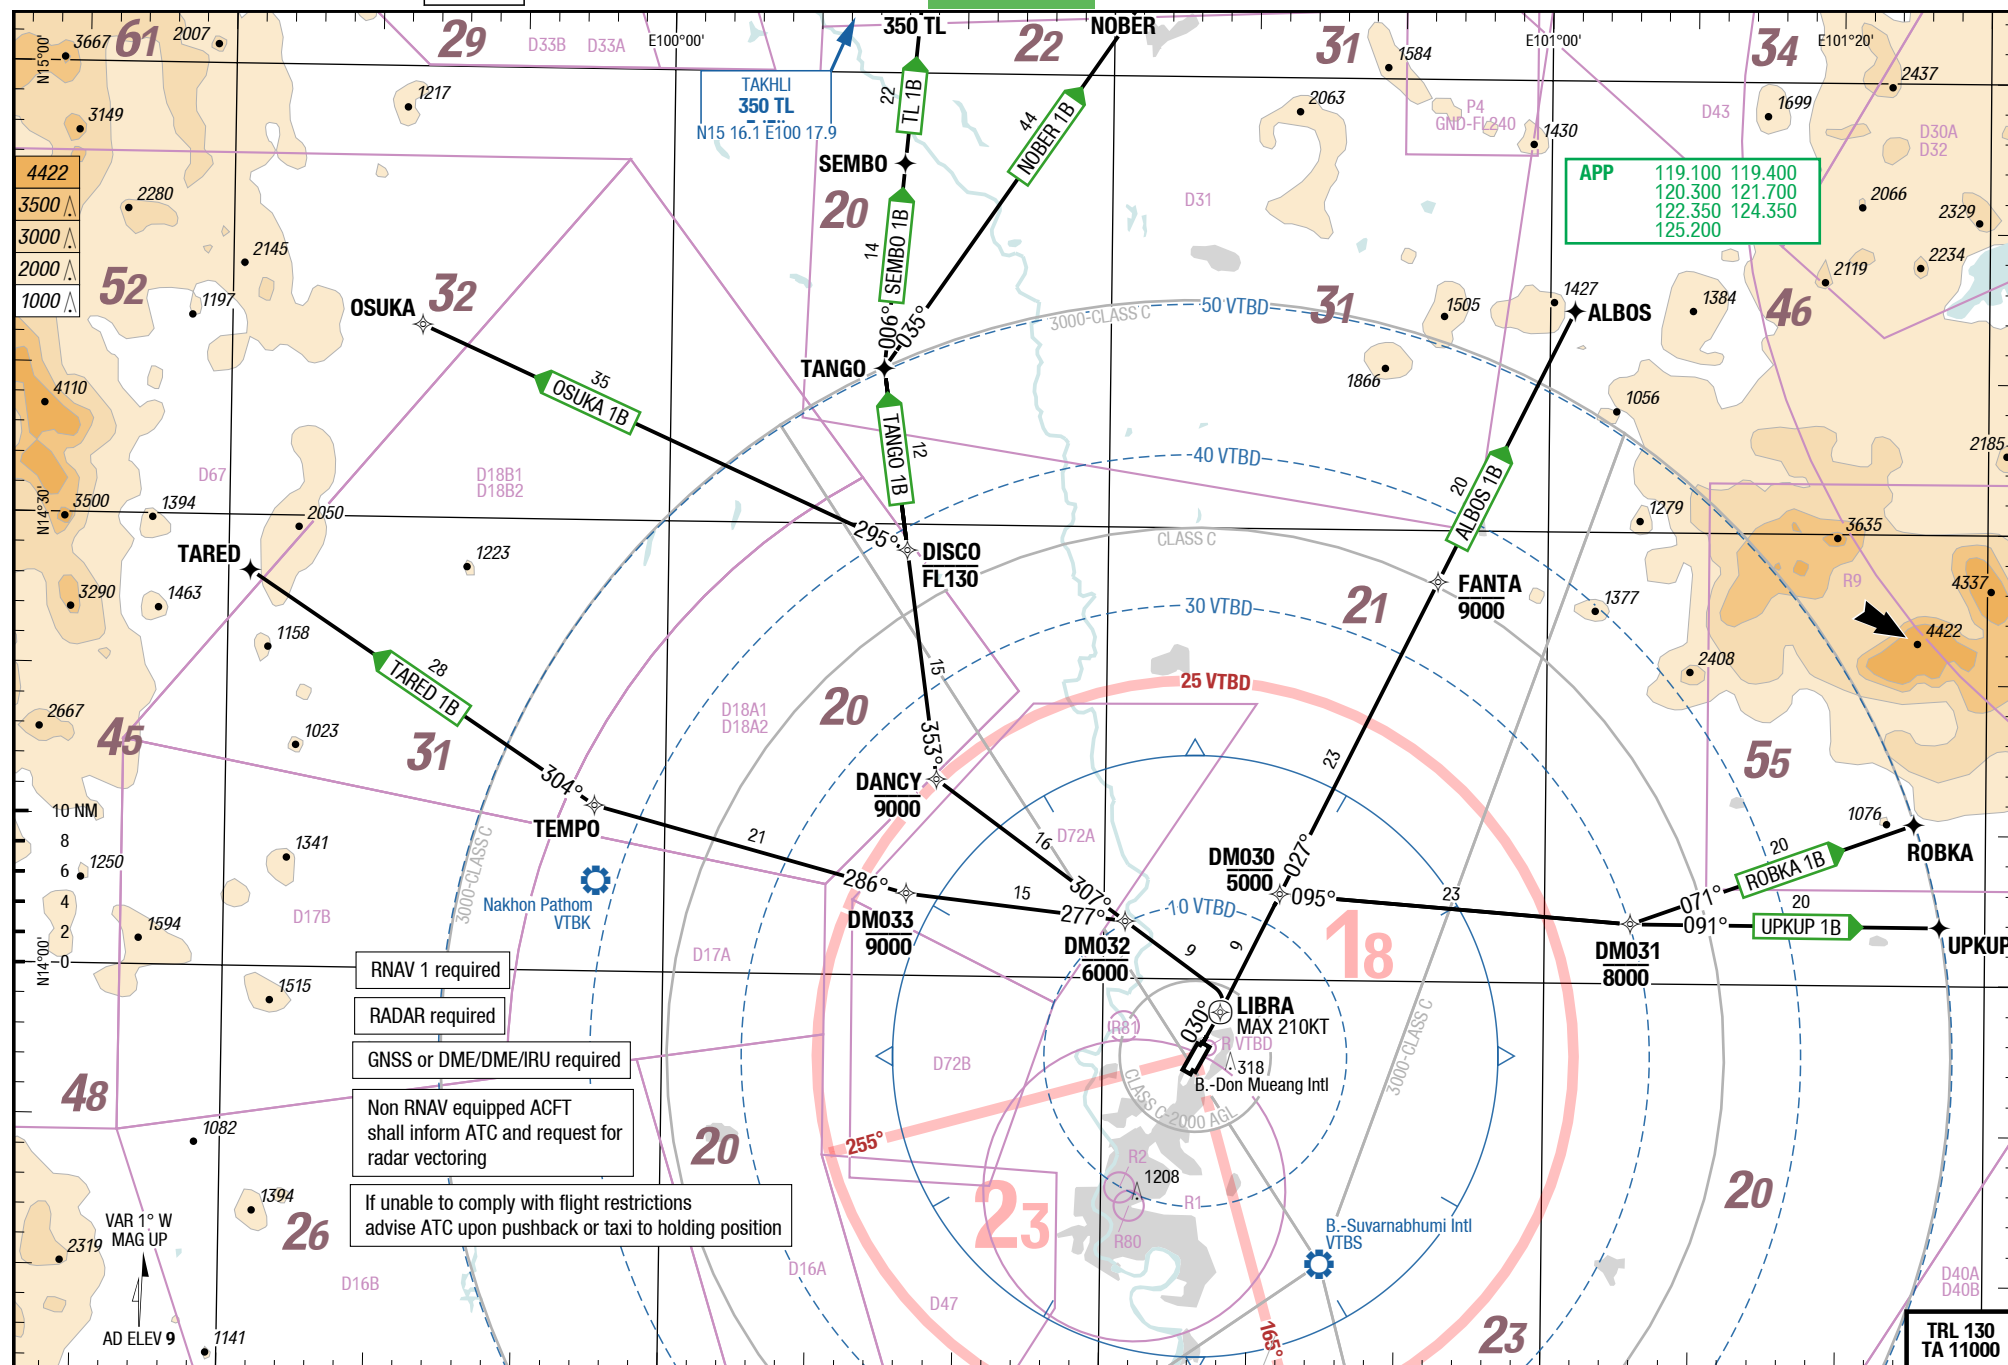 61
3667
2007
29
D33B
D33A
E100°00'
350 TL
22
NOBER
31
1584
E101°00'
34
E101°20'
2437
N15°00'
3149
1217
TAKHLI
350 TL
N15 16.1 E100 17.9
22
TL 1B
44
NOBER 1B
2063
P4
GND-FL240
1430
D43
1699
D30A
D32
4422
3500
3000
2000
1000
2280
2145
SEMBO
20
D31
APP 119.100 119.400
120.300 121.700
122.350 124.350
125.200
2066
2329
2234
2119
52
1197
OSUKA
32
14
SEMBO 1B
006°
035°
3000-CLASS C
50 VTBD
31
1505
1427
ALBOS
1384
46
TANGO
1866
1056
4110
35
OSUKA 1B
TANGO 1B
12
40 VTBD
20
ALBOS 1B
2185
D67
D18B1
D18B2
N14°30'
3500
1394
2050
295°
CLASS C
1279
3635
TARED
1223
DISCO
FL130
FANTA
9000
R9
4337
3290
1463
30 VTBD
21
1377
4422
1158
28
TARED 1B
15
25 VTBD
2408
2667
45
1023
31
D18A1
D18A2
20
353°
55
304°
DANCY
9000
23
10 NM
8
6
4
2
0
TEMPO
21
16
D72A
1076
ROBKA
1341
1250
3000-CLASS C
Nakhon Pathom
VTBK
286°
15
307°
277°
DM030
5000
027°
095°
23
20
ROBKA 1B
071°
1594
D17B
DM033
9000
10 VTBD
DM032
6000
9
9
18
091°
20
UPKUP 1B
DM031
8000
UPKUP
N14°00'
D17A
RNAV 1 required
1515
RADAR required
LIBRA
MAX 210KT
030°
R81
R VTBD
318
B.-Don Mueang Intl
3000-CLASS C
GNSS or DME/DME/IRU required
D72B
CLASS C-2000 AGL
48
Non RNAV equipped ACFT
shall inform ATC and request for
radar vectoring
1082
20
255°
R2
1208
R1
If unable to comply with flight restrictions
advise ATC upon pushback or taxi to holding position
1394
26
20
VAR 1° W
MAG UP
2319
23
R80
B.-Suvarnabhumi Intl
VTBS
D16B
D16A
D47
D40A
D40B
AD ELEV 9
1141
165°
23
TRL 130
TA 11000